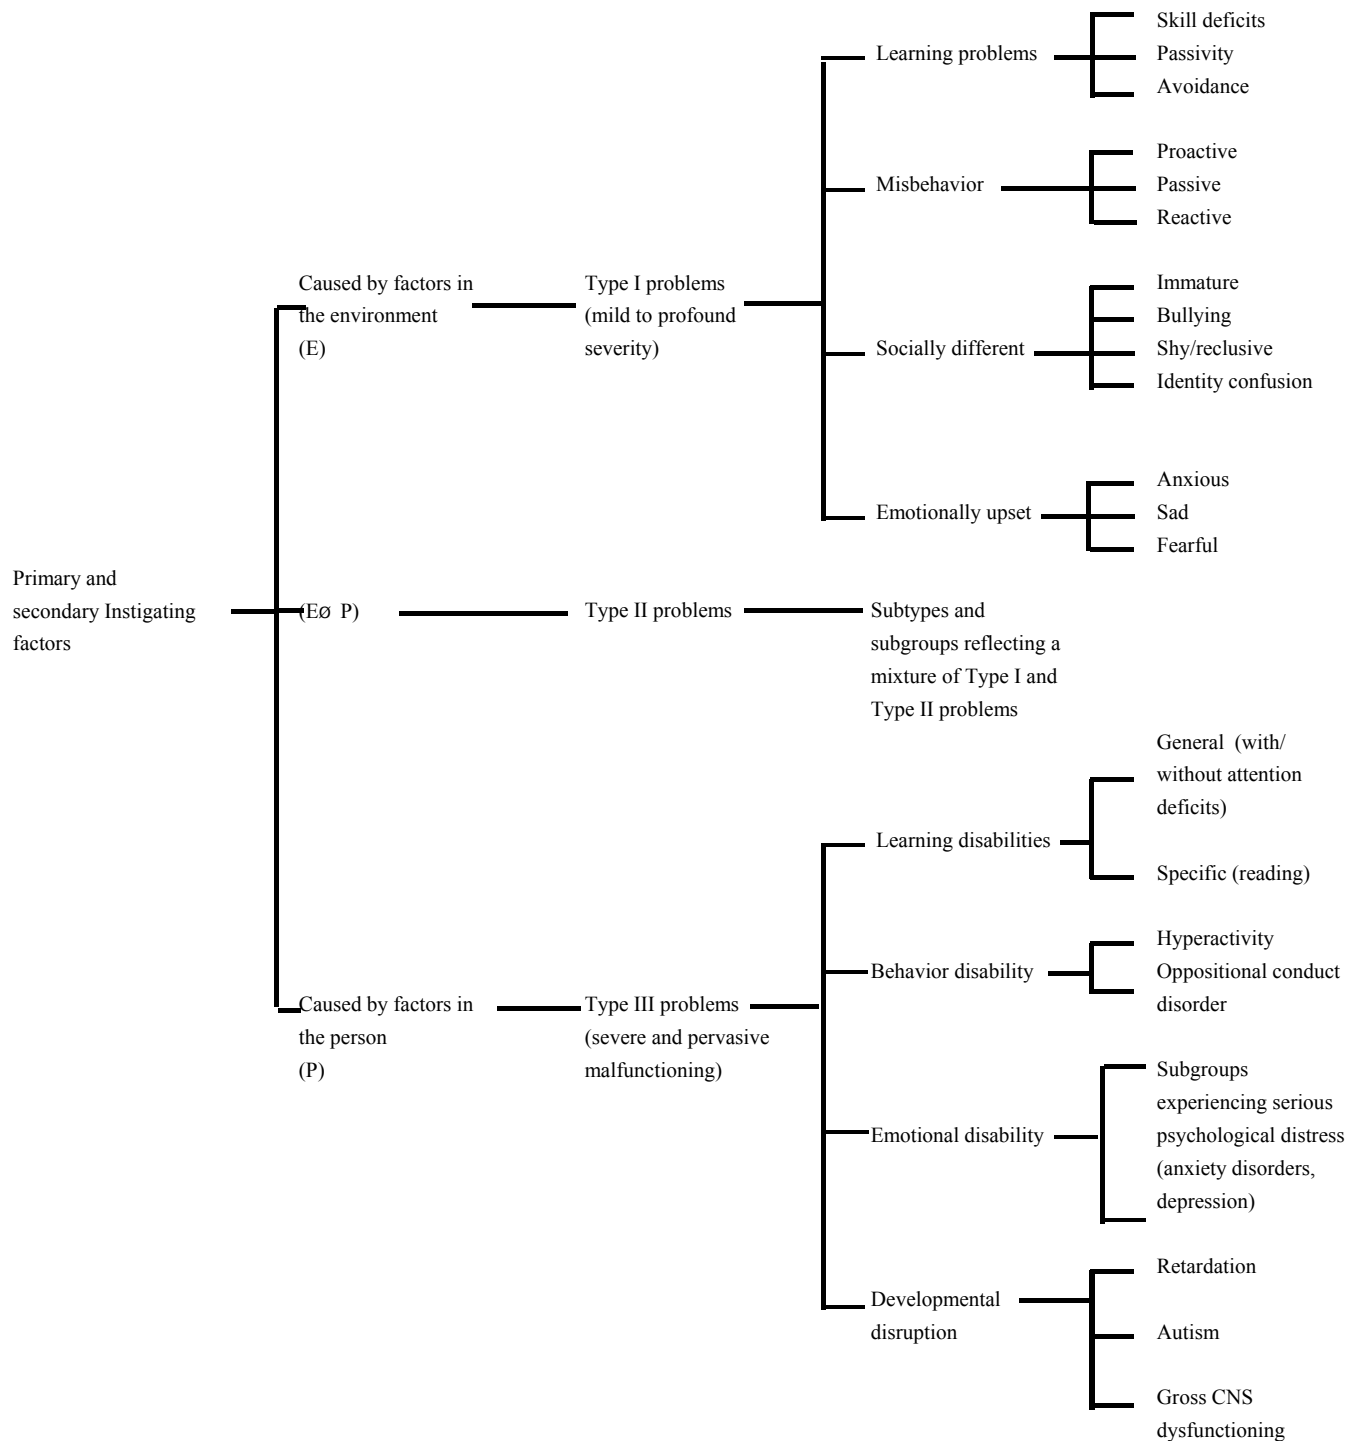 Primary and
secondary Instigating
factors
Caused by factors in
the environment
(E)
Type I problems
(mild to profound
severity)
Learning problems
Skill deficits
Passivity
Avoidance
Misbehavior
Proactive
Passive
Reactive
Socially different
Immature
Bullying
Shy/reclusive
Identity confusion
Emotionally upset
Anxious
Sad
Fearful
(EØ P)
Type II problems
Subtypes and
subgroups reflecting a
mixture of Type I and
Type II problems
Caused by factors in
the person
(P)
Type III problems
(severe and pervasive
malfunctioning)
Learning disabilities
General (with/
without attention
deficits)
Specific (reading)
Behavior disability
Hyperactivity
Oppositional conduct
disorder
Emotional disability
Subgroups
experiencing serious
psychological distress
(anxiety disorders,
depression)
Developmental
disruption
Retardation
Autism
Gross CNS
dysfunctioning